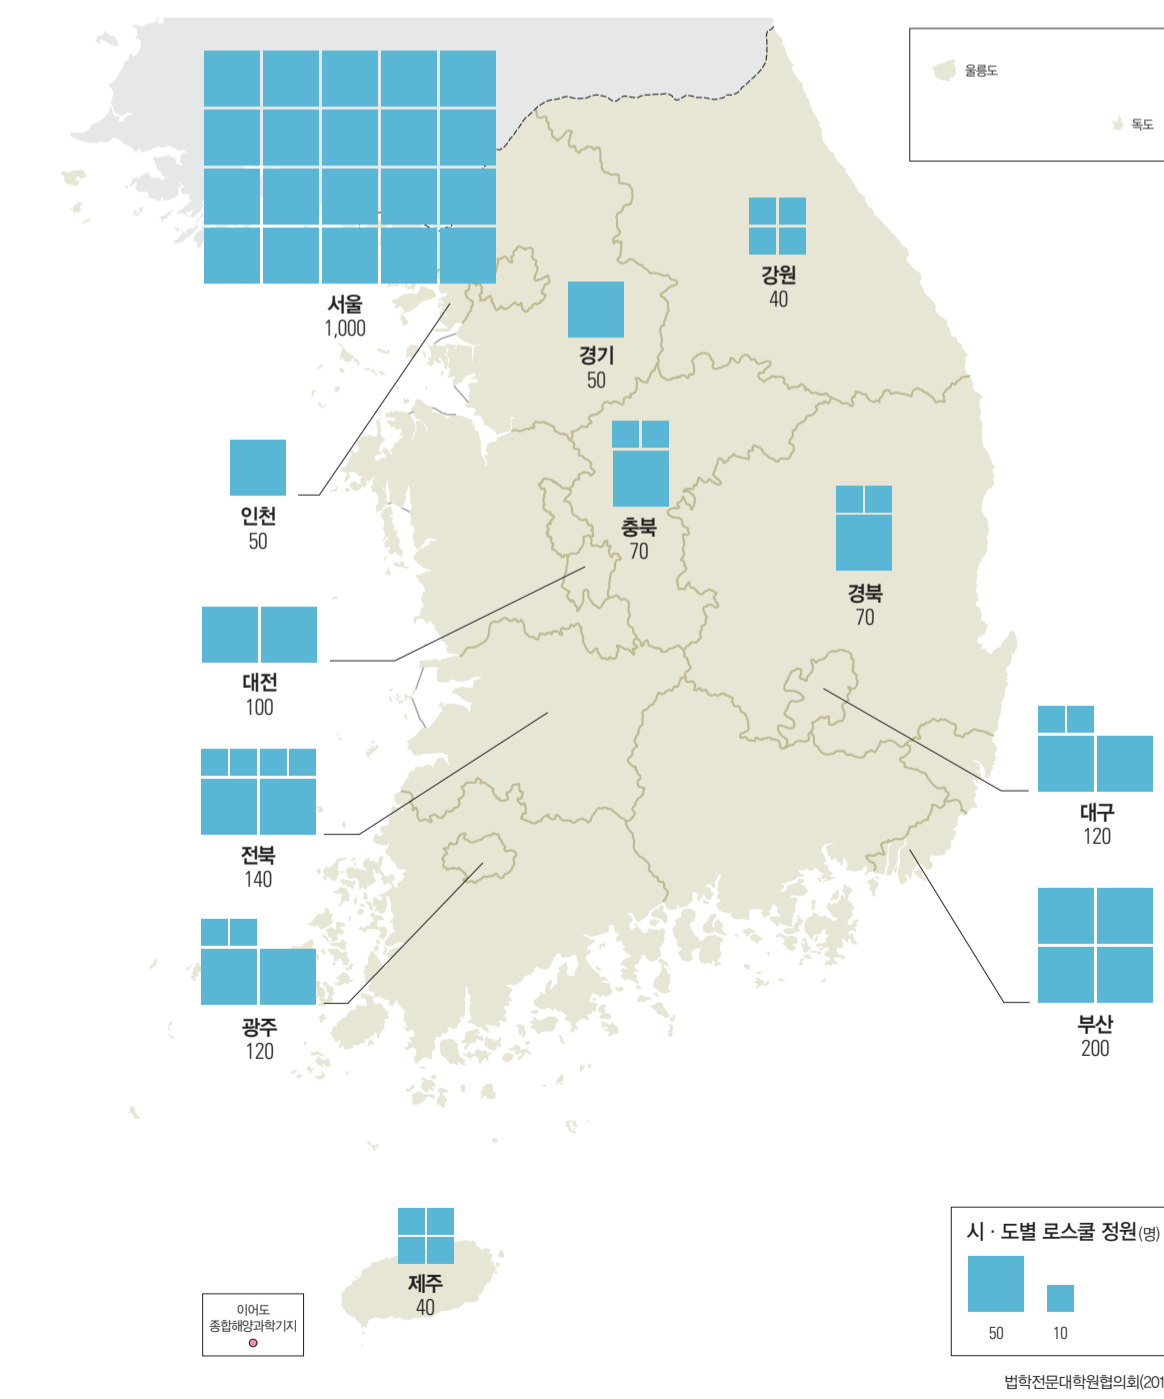 울릉도
독도
서울
1,000
강원
40
경기
50
인천
50
충북
70
경북
70
대전
100
대구
120
전북
140
광주
120
부산
200
제주
40
이어도
종합해양과학기지
시·도별 로스쿨 정원(명)
50 10
법학전문대학원협의회(201